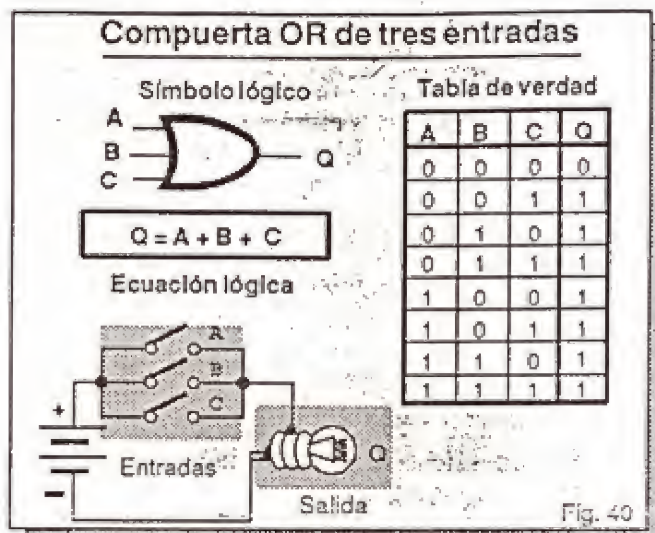 Compuerta OR de tres entradas
Símbolo lógico
A
B
C
Q
Q = A + B + C
Ecuación lógica
Tabla de verdad
A B C Q
0 0 0 0
0 0 1 1
0 1 0 1
0 1 1 1
1 0 0 1
1 0 1 1
1 1 0 1
1 1 1 1
A
B
C
+
-
Entradas
Q
Salida
Fig. 40